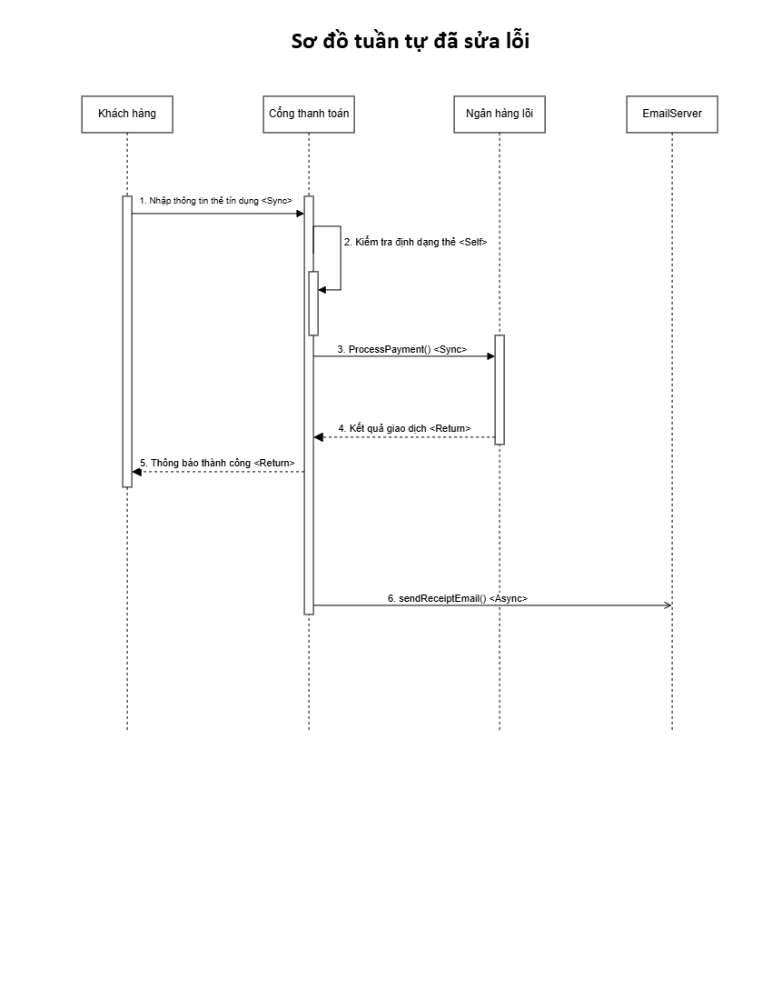 Sơ đồ tuần tự đã sửa lỗi
Khách hàng
Cổng thanh toán
Ngân hàng lõi
EmailServer
1. Nhập thông tin thẻ tín dụng <Sync>
2. Kiểm tra định dạng thẻ <Self>
3. ProcessPayment() <Sync>
4. Kết quả giao dịch <Return>
5. Thông báo thành công <Return>
6. sendReceiptEmail() <Async>